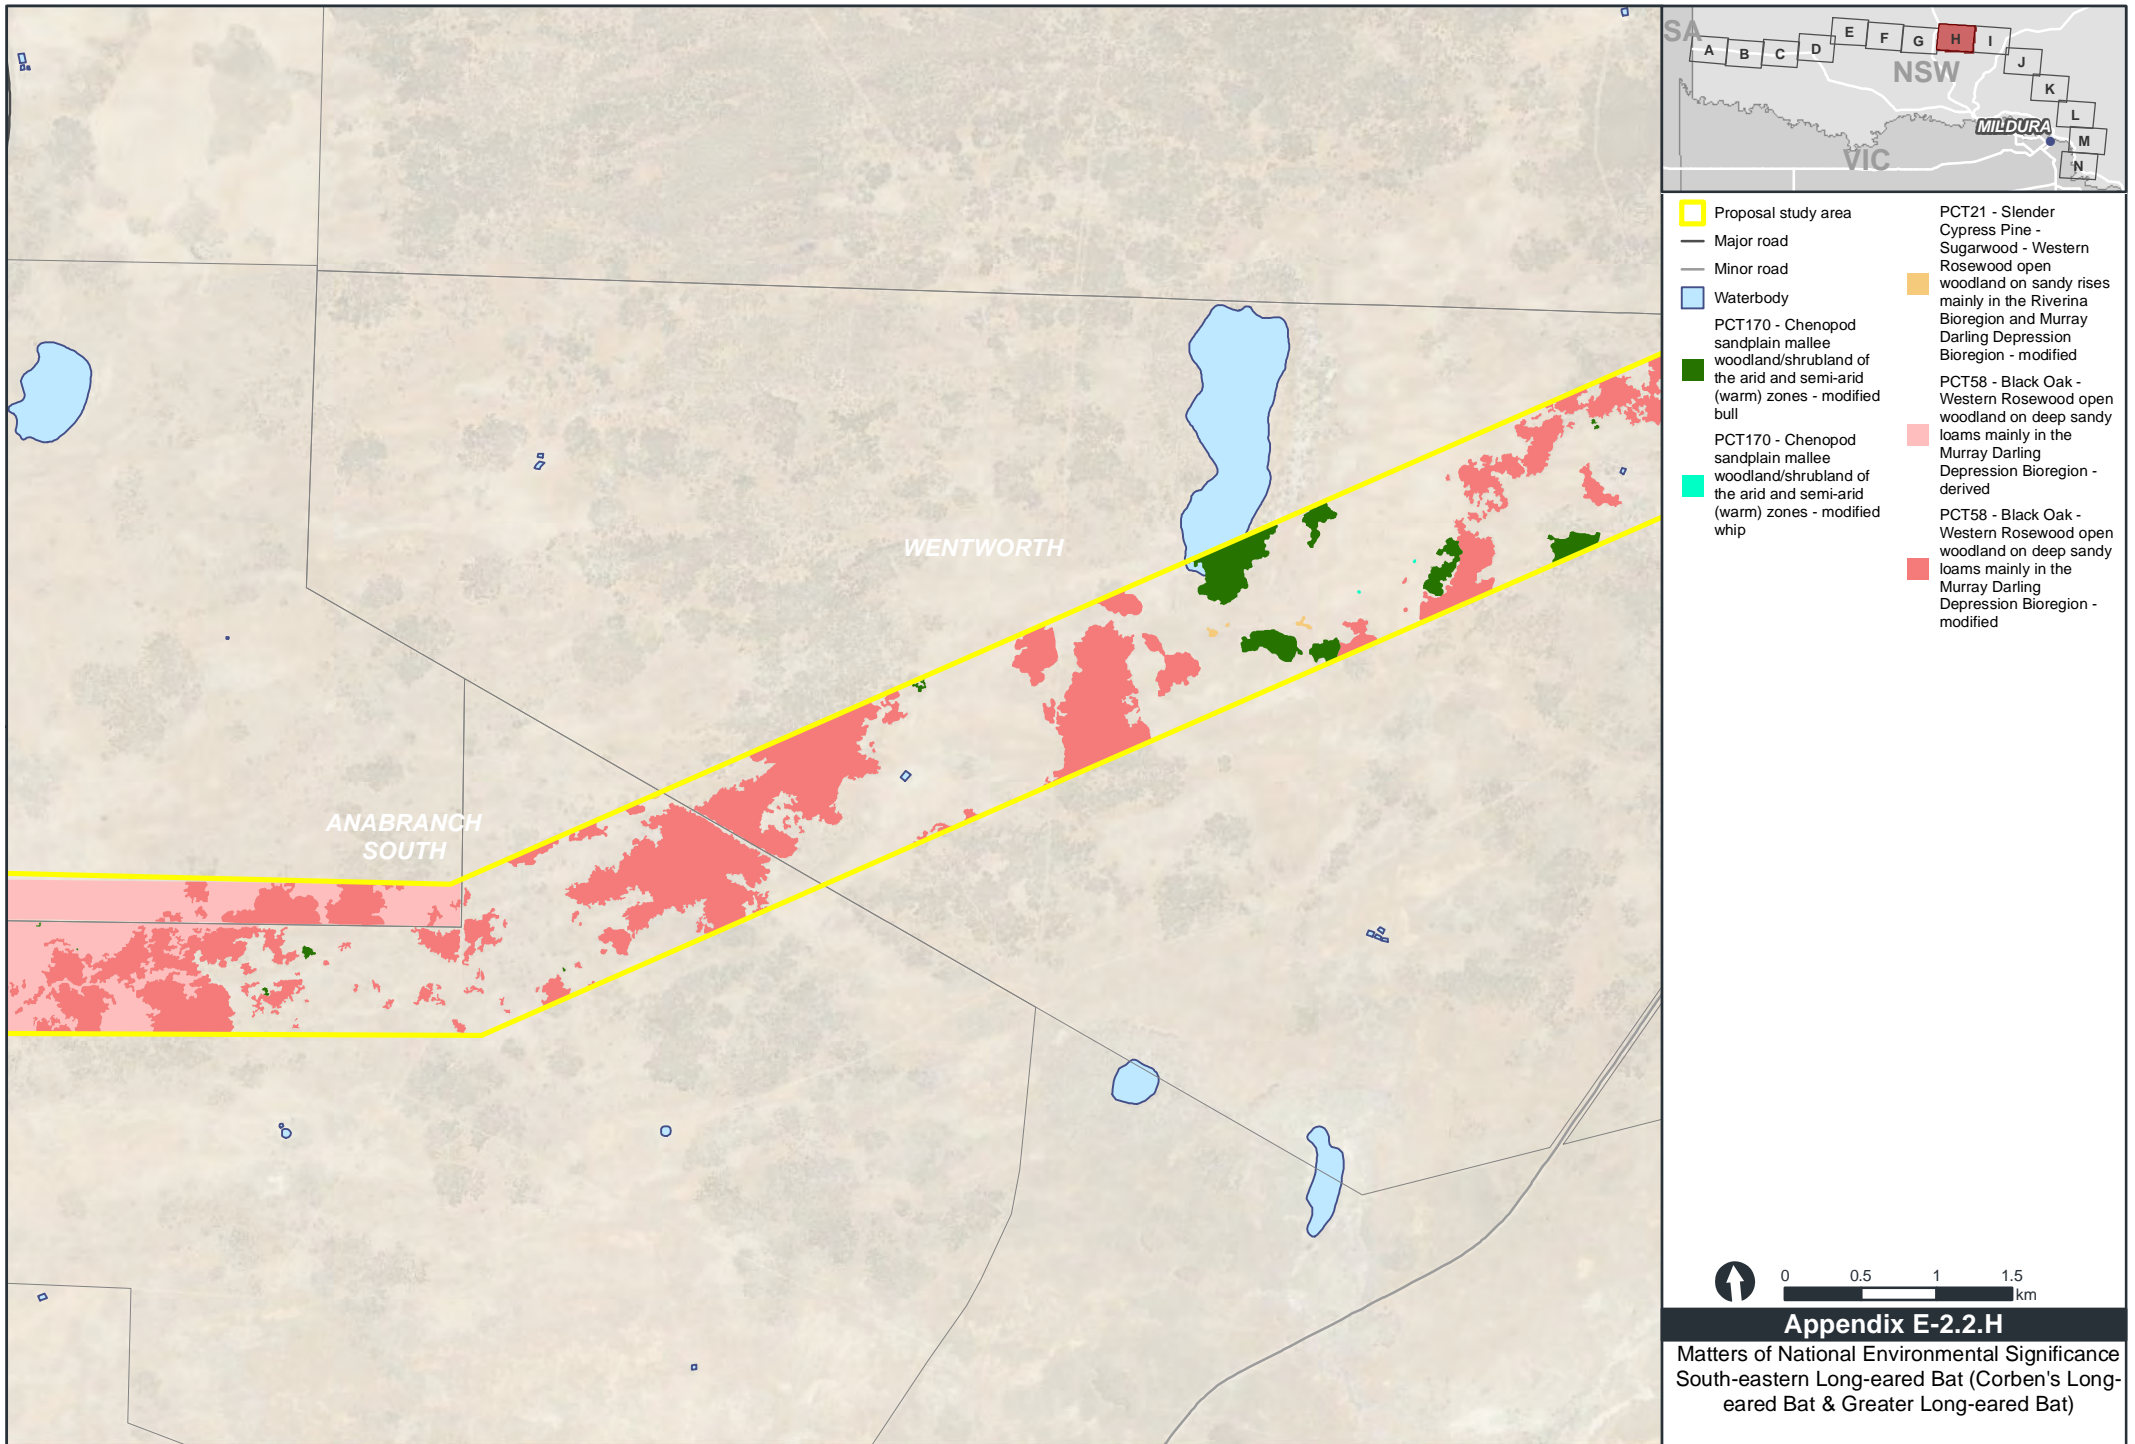 WENTWORTH
ANABRANCH
SOUTH
SA
A
B
C
D
E
F
G
H
I
J
K
L
M
N
NSW
MILDURA
VIC
Proposal study area
Major road
Minor road
Waterbody
PCT170 - Chenopod
sandplain mallee
woodland/shrubland of
the arid and semi-arid
(warm) zones - modified
bull
PCT170 - Chenopod
sandplain mallee
woodland/shrubland of
the arid and semi-arid
(warm) zones - modified
whip
PCT21 - Slender
Cypress Pine -
Sugarwood - Western
Rosewood open
woodland on sandy rises
mainly in the Riverina
Bioregion and Murray
Darling Depression
Bioregion - modified
PCT58 - Black Oak -
Western Rosewood open
woodland on deep sandy
loams mainly in the
Murray Darling
Depression Bioregion -
derived
PCT58 - Black Oak -
Western Rosewood open
woodland on deep sandy
loams mainly in the
Murray Darling
Depression Bioregion -
modified
0 0.5 1 1.5
km
Appendix E-2.2.H
Matters of National Environmental Significance
South-eastern Long-eared Bat (Corben's Long-
eared Bat & Greater Long-eared Bat)